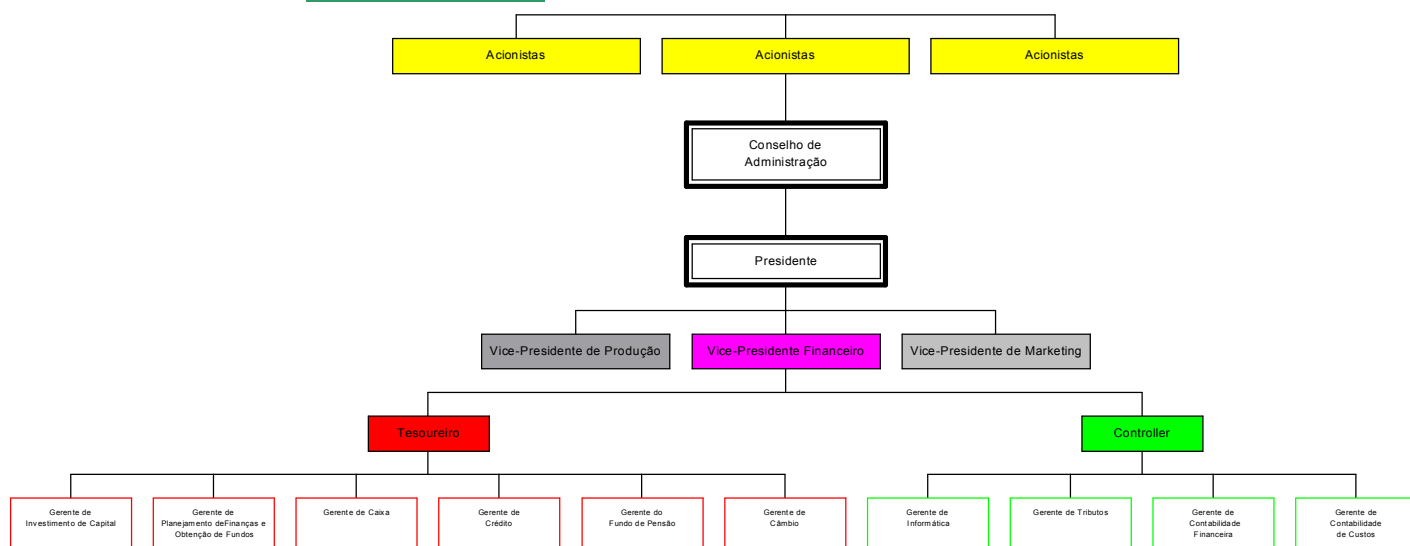 Acionistas
Acionistas
Acionistas
Conselho de
Administração
Presidente
Vice-Presidente de Produção
Vice-Presidente Financeiro
Vice-Presidente de Marketing
Tesoureiro
Controller
Gerente de
Investimento de Capital
Gerente de
Planejamento deFinanças e
Obtenção de Fundos
Gerente de Caixa
Gerente de
Crédito
Gerente do
Fundo de Pensão
Gerente de
Câmbio
Gerente de
Informática
Gerente de Tributos
Gerente de
Contabilidade
Financeira
Gerente de
Contabilidade
de Custos